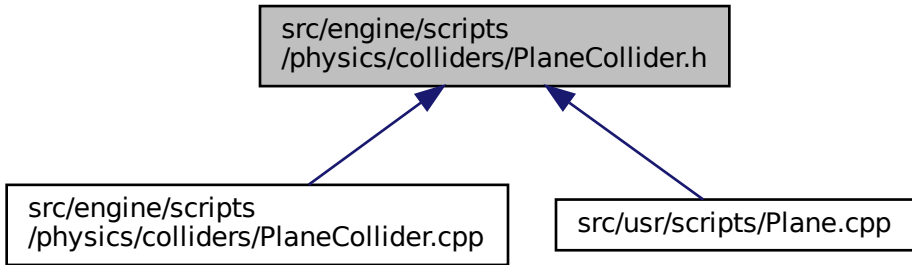 src/engine/scripts
/physics/colliders/PlaneCollider.h
src/engine/scripts
/physics/colliders/PlaneCollider.cpp
src/usr/scripts/Plane.cpp